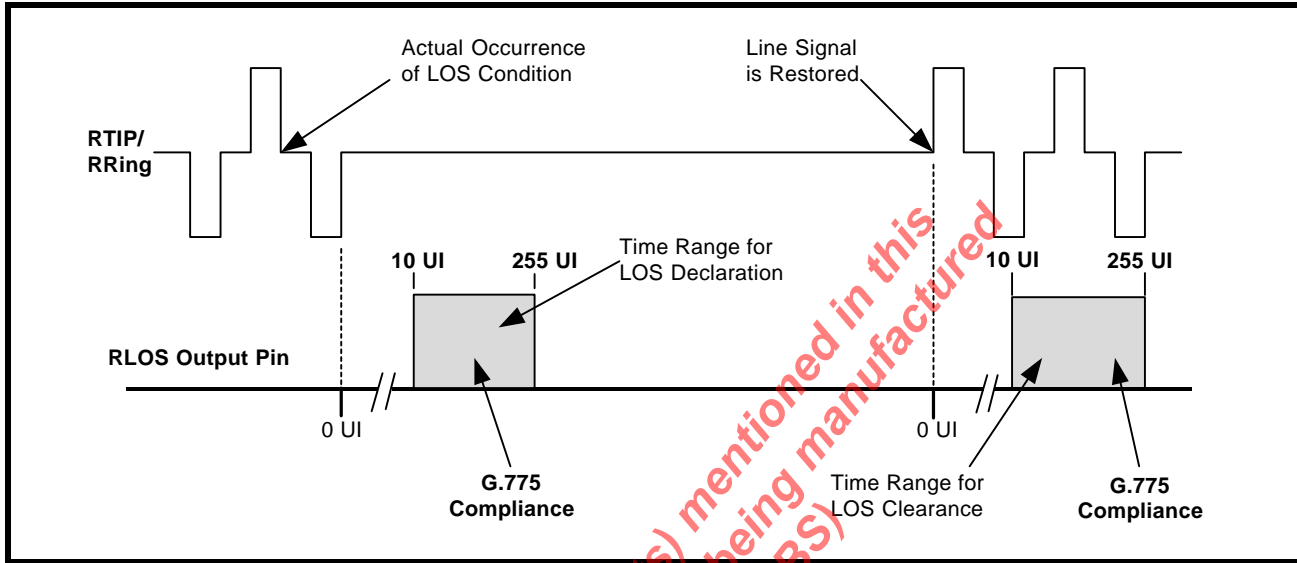 Actual Occurrence
of LOS Condition
Line Signal
is Restored
RTIP/
RRing
Time Range for
LOS Declaration
10 UI
255 UI
10 UI
255 UI
RLOS Output Pin
0 UI
0 UI
G.775
Compliance
Time Range for
LOS Clearance
G.775
Compliance
s) mentioned in this
being manufactured
BS)